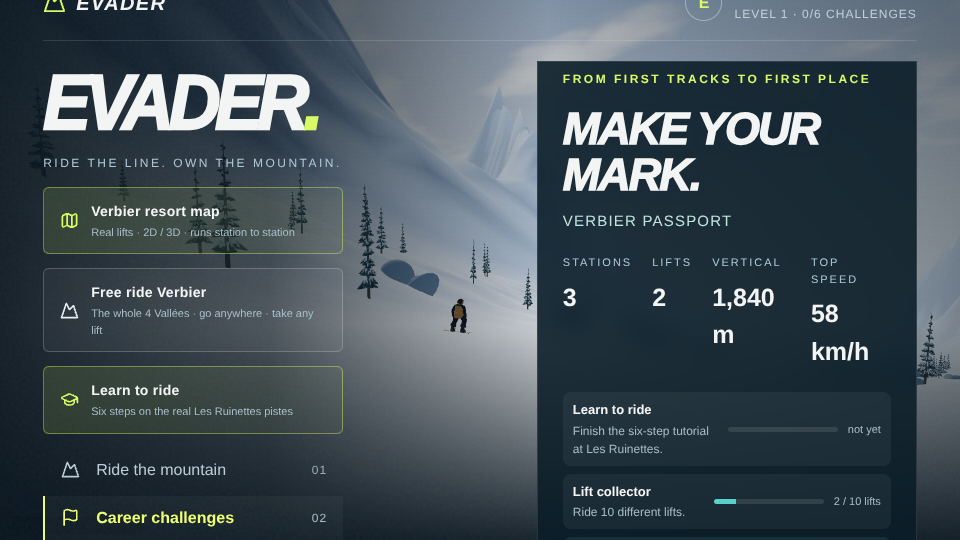 EVADER
E
LEVEL 1 · 0/6 CHALLENGES
EVADER.
RIDE THE LINE. OWN THE MOUNTAIN.
Verbier resort map
Real lifts · 2D / 3D · runs station to station
Free ride Verbier
The whole 4 Vallées · go anywhere · take any
lift
Learn to ride
Six steps on the real Les Ruinettes pistes
Ride the mountain 01
Career challenges 02
FROM FIRST TRACKS TO FIRST PLACE
MAKE YOUR
MARK.
VERBIER PASSPORT
STATIONS
3
LIFTS
2
VERTICAL
1,840
m
TOP
SPEED
58
km/h
Learn to ride
Finish the six-step tutorial
at Les Ruinettes.
not yet
Lift collector
Ride 10 different lifts.
2 / 10 lifts